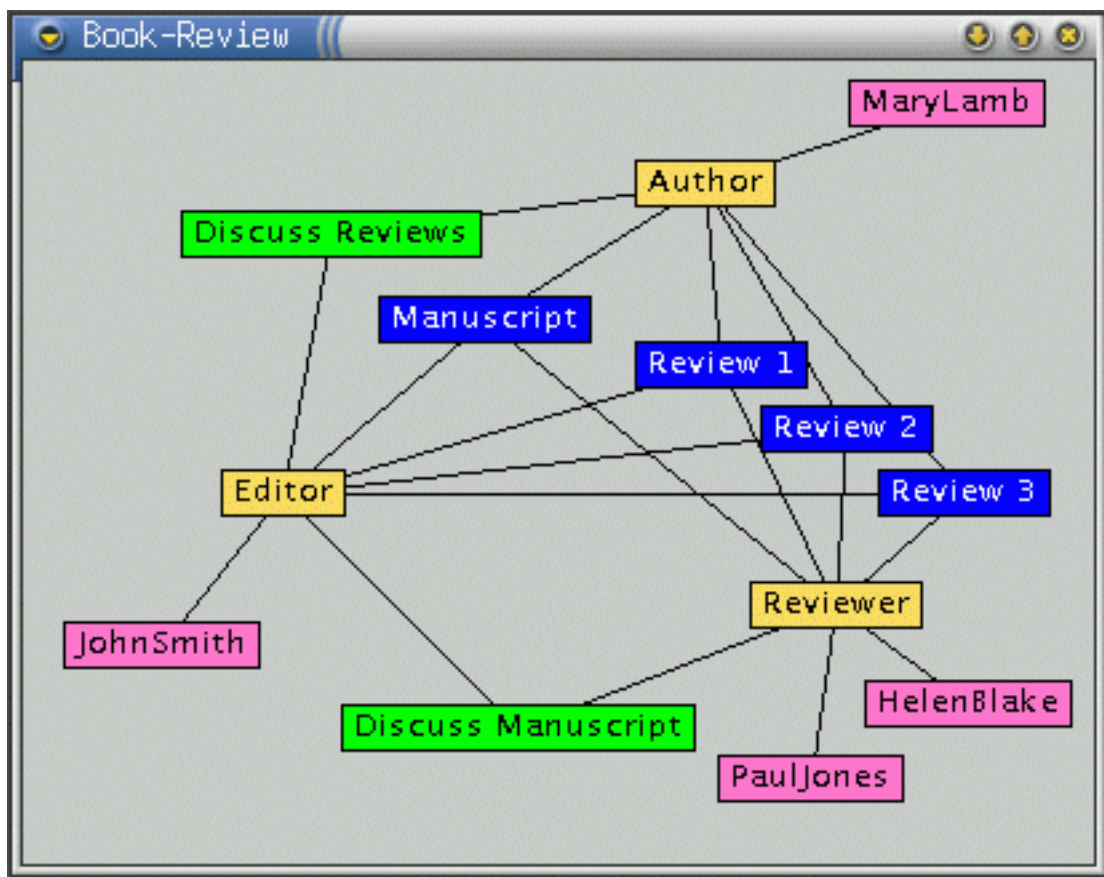 Book-Review
MaryLamb
Author
Discuss Reviews
Manuscript
Review 1
Review 2
Editor
Review 3
Reviewer
JohnSmith
HelenBlake
Discuss Manuscript
PaulJones